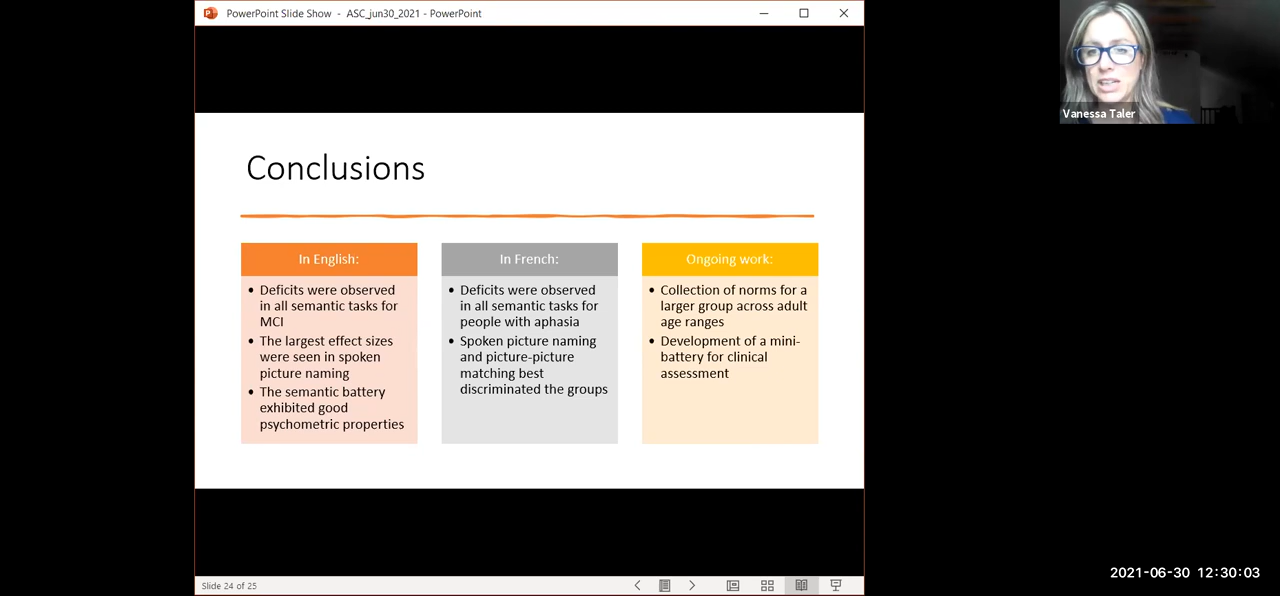 PowerPoint Slide Show - ASC_jun30_2021 - PowerPoint
Vanessa Taler
Conclusions
In English:
• Deficits were observed
in all semantic tasks for
MCI
• The largest effect sizes
were seen in spoken
picture naming
• The semantic battery
exhibited good
psychometric properties
In French:
• Deficits were observed
in all semantic tasks for
people with aphasia
• Spoken picture naming
and picture-picture
matching best
discriminated the groups
Ongoing work:
• Collection of norms for a
larger group across adult
age ranges
• Development of a mini-
battery for clinical
assessment
Slide 24 of 25
2021-06-30 12:30:03